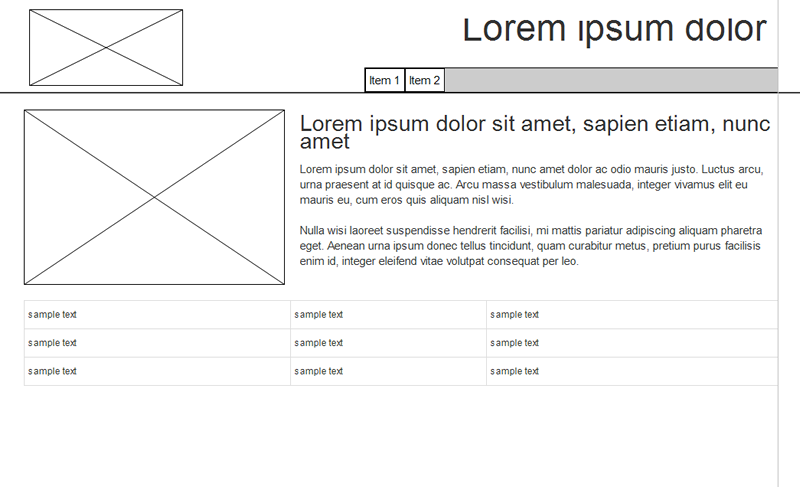 Lorem ipsum dolor
Item 1 Item 2
Lorem ipsum dolor sit amet, sapien etiam, nunc
amet
Lorem ipsum dolor sit amet, sapien etiam, nunc amet dolor ac odio mauris justo. Luctus arcu,
urna praesent at id quisque ac. Arcu massa vestibulum malesuada, integer vivamus elit eu
mauris eu, cum eros quis aliquam nisl wisi.
Nulla wisi laoreet suspendisse hendrerit facilisi, mi mattis pariatur adipiscing aliquam pharetra
eget. Aenean urna ipsum donec tellus tincidunt, quam curabitur metus, pretium purus facilisis
enim id, integer eleifend vitae volutpat consequat per leo.
sample text sample text sample text
sample text sample text sample text
sample text sample text sample text